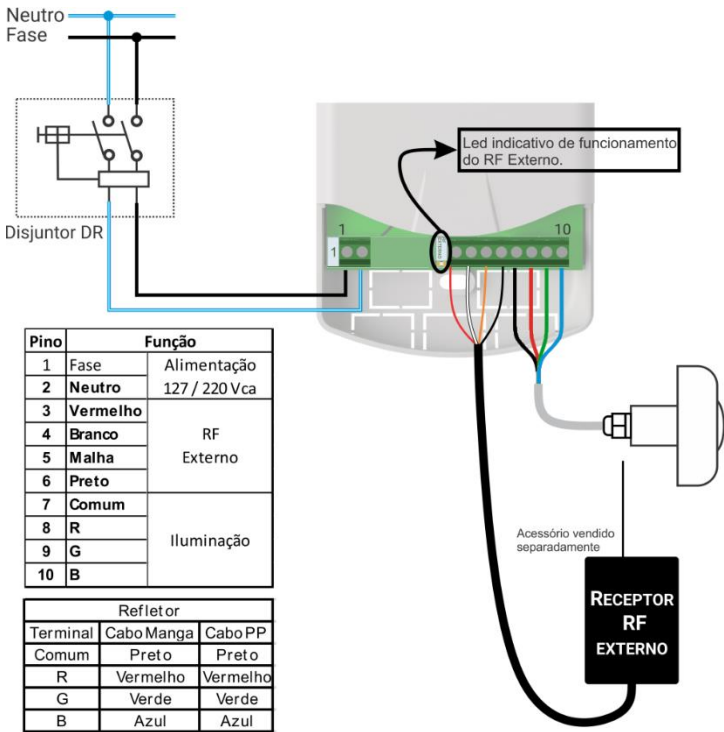 Neutro
Fase
Disjuntor DR
Led indicativo de funcionamento
do RF Externo.
1
10
1
Pino Função
1 Fase Alimentação
2 Neutro 127 / 220 Vca
3 Vermelho
4 Branco RF
5 Malha Externo
6 Preto
7 Comum
8 R Iluminação
9 G
10 B
Refletor
Terminal Cabo Manga Cabo PP
Comum Preto Preto
R Vermelho Vermelho
G Verde Verde
B Azul Azul
Acessório vendido
separadamente
RECEPTOR
RF
EXTERNO